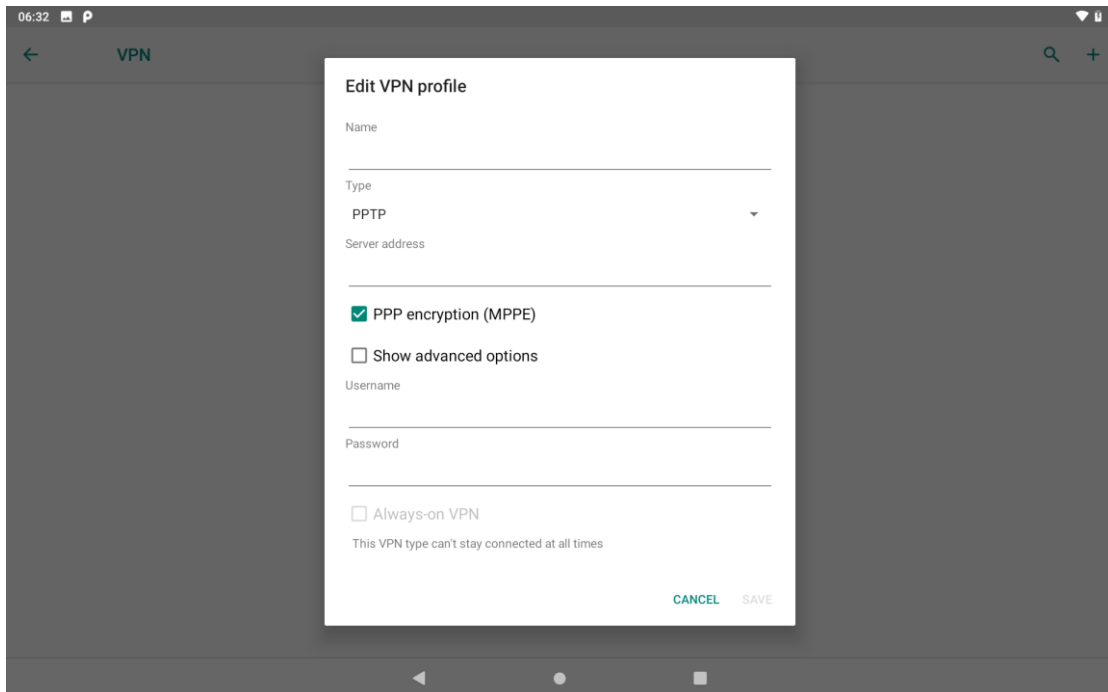 06:32
VPN
Edit VPN profile
Name
Type
PPTP
Server address
PPP encryption (MPPE)
Show advanced options
Username
Password
Always-on VPN
This VPN type can't stay connected at all times
CANCEL SAVE